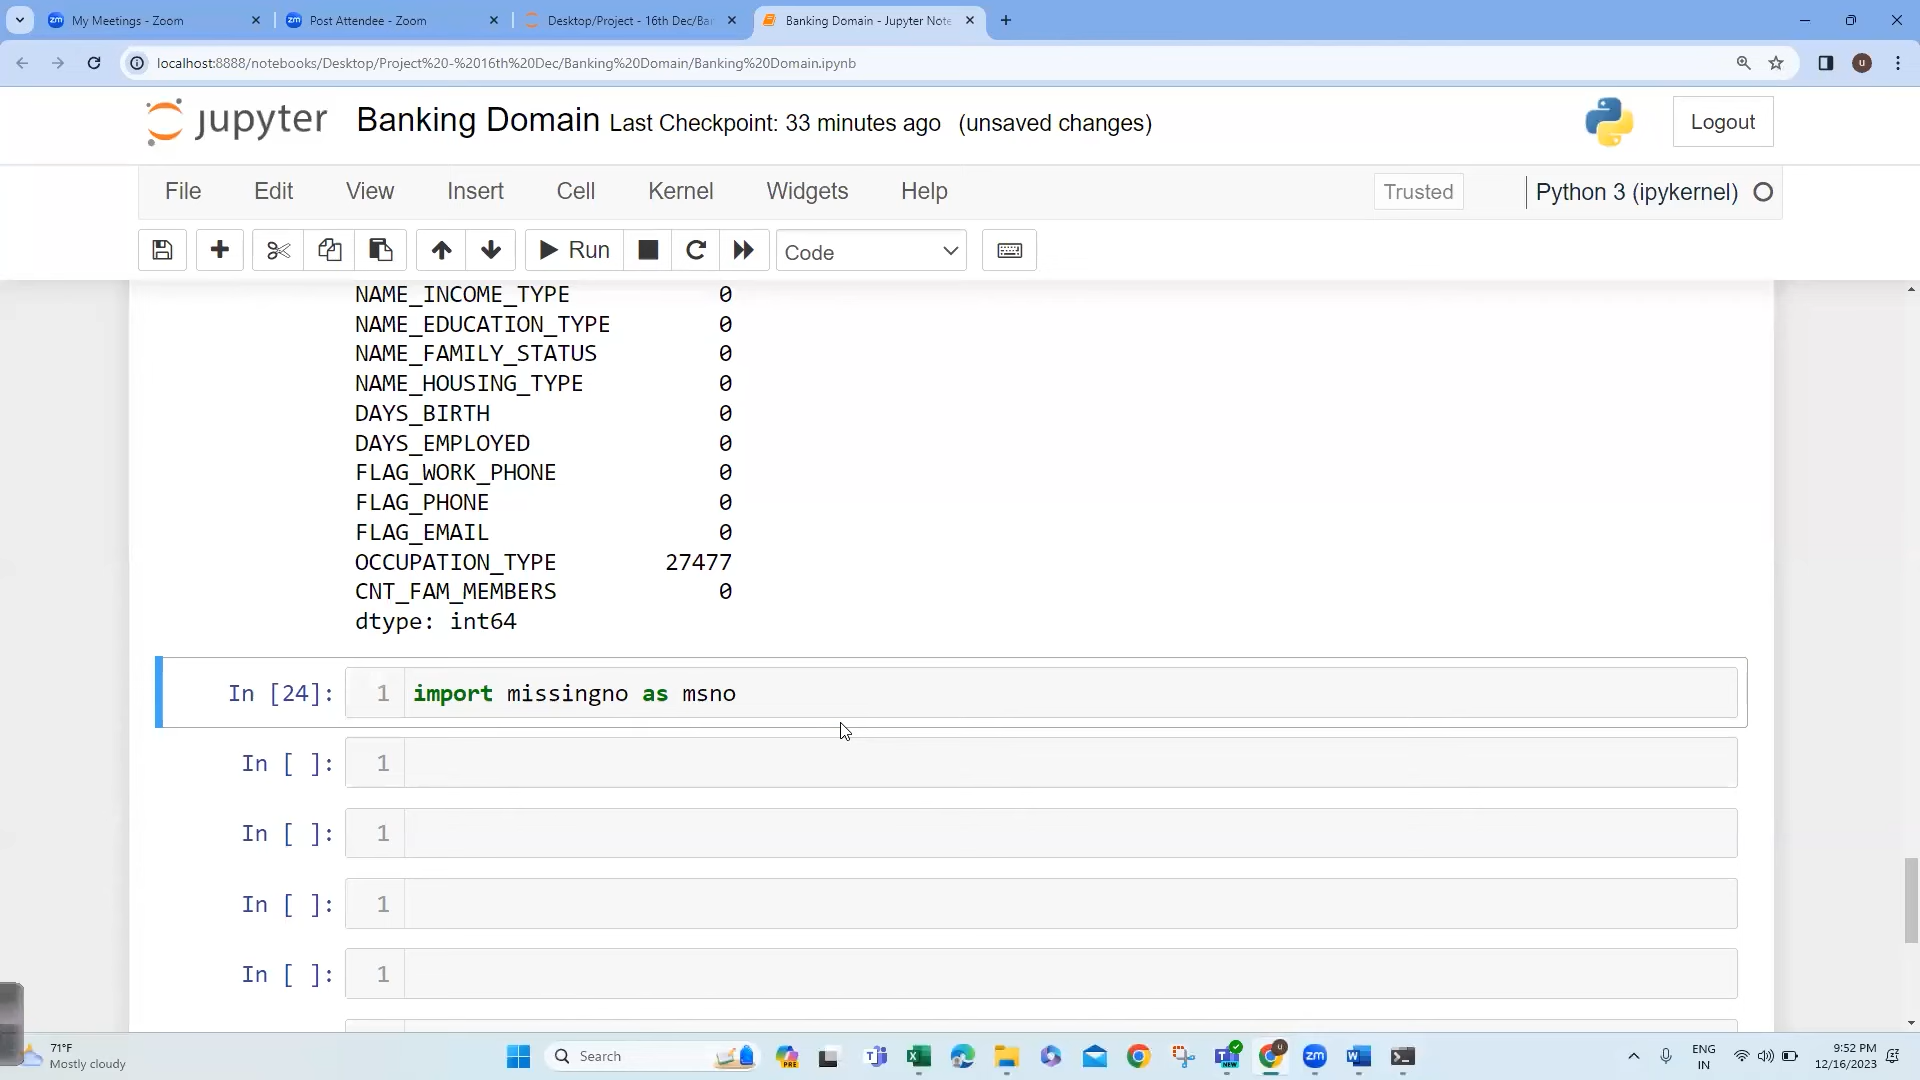 My Meetings - Zoom
Post Attendee - Zoom
Desktop/Project - 16th Dec/Ban
Banking Domain - Jupyter Note
localhost:8888/notebooks/Desktop/Project%20-%2016th%20Dec/Banking%20Domain/Banking%20Domain.ipynb
u
jupyter Banking Domain Last Checkpoint: 33 minutes ago (unsaved changes)
Logout
File Edit View Insert Cell Kernel Widgets Help
Trusted
Python 3 (ipykernel)
Run
Code
NAME_INCOME_TYPE 0
NAME_EDUCATION_TYPE 0
NAME_FAMILY_STATUS 0
NAME_HOUSING_TYPE 0
DAYS_BIRTH 0
DAYS_EMPLOYED 0
FLAG_WORK_PHONE 0
FLAG_PHONE 0
FLAG_EMAIL 0
OCCUPATION_TYPE 27477
CNT_FAM_MEMBERS 0
dtype: int64
In [24]: 1 import missingno as msno
In [ ]: 1
In [ ]: 1
In [ ]: 1
In [ ]: 1
71°F
Mostly cloudy
Search
ENG
IN
9:52 PM
12/16/2023